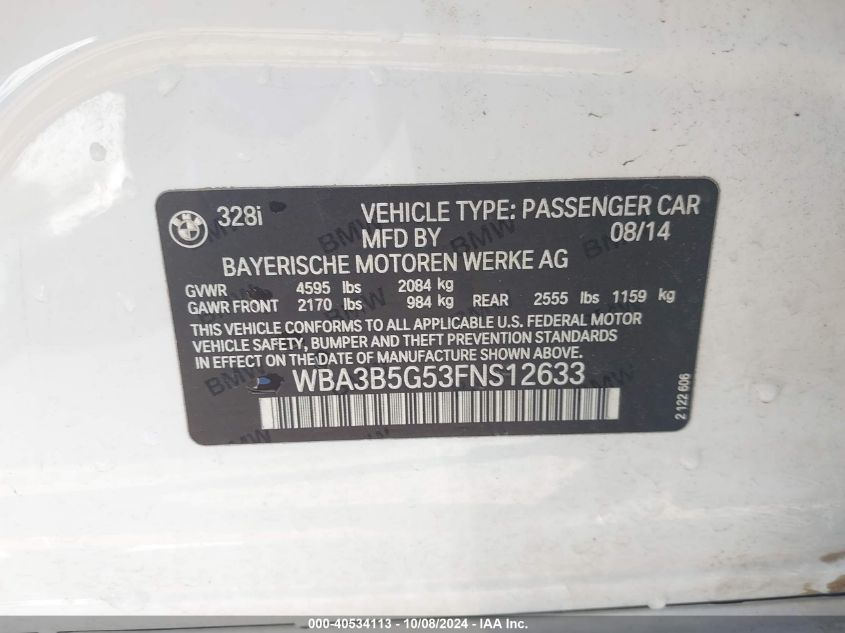 328i VEHICLE TYPE: PASSENGER CAR
MFD BY 08/14
BAYERISCHE MOTOREN WERKE AG
GVWR 4595 lbs 2084 kg
GAWR FRONT 2170 lbs 984 kg REAR 2555 lbs 1159 kg
THIS VEHICLE CONFORMS TO ALL APPLICABLE U.S. FEDERAL MOTOR
VEHICLE SAFETY, BUMPER AND THEFT PREVENTION STANDARDS
IN EFFECT ON THE DATE OF MANUFACTURE SHOWN ABOVE.
WBA3B5G53FNS12633
2 122 606
000-40534113 - 10/08/2024 - IAAI.com